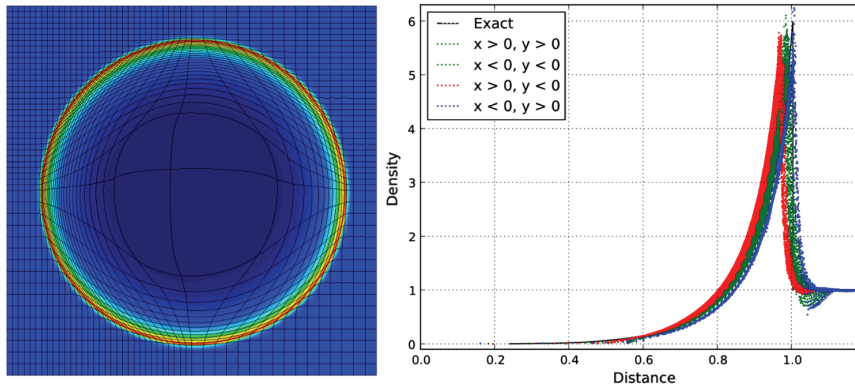 Exact
x > 0, y > 0
x < 0, y < 0
x > 0, y < 0
x < 0, y > 0
6
5
4
3
2
1
0
Density
0.0 0.2 0.4 0.6 0.8 1.0
Distance